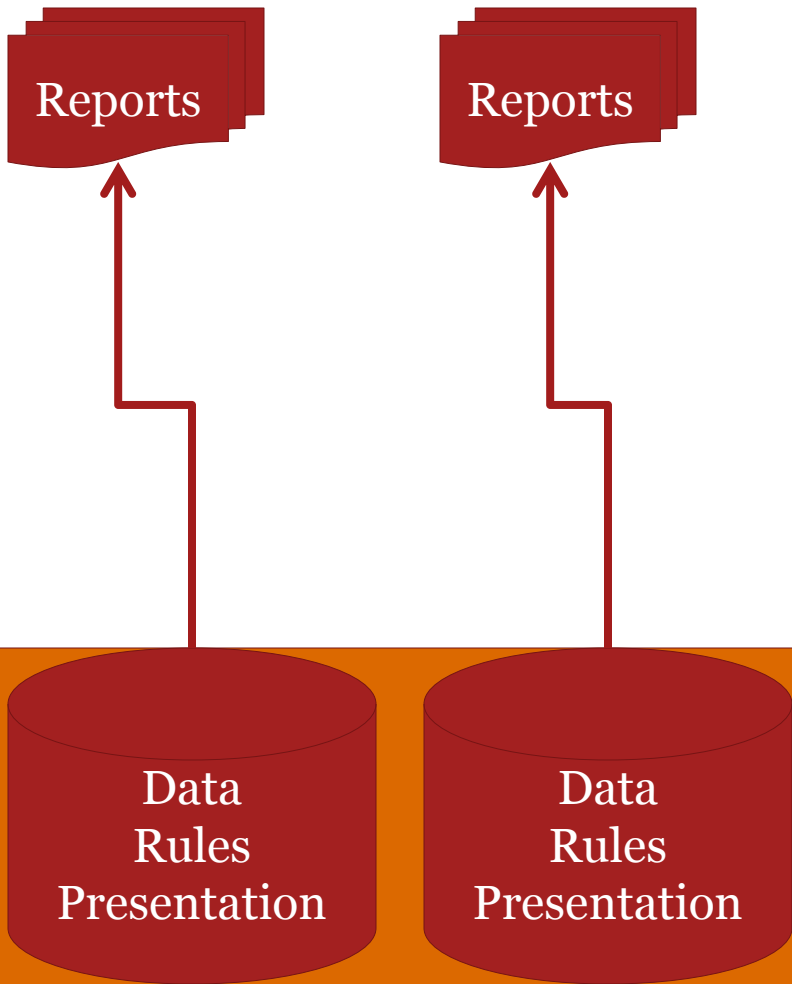 Reports
Reports
Data
Rules
Presentation
Data
Rules
Presentation